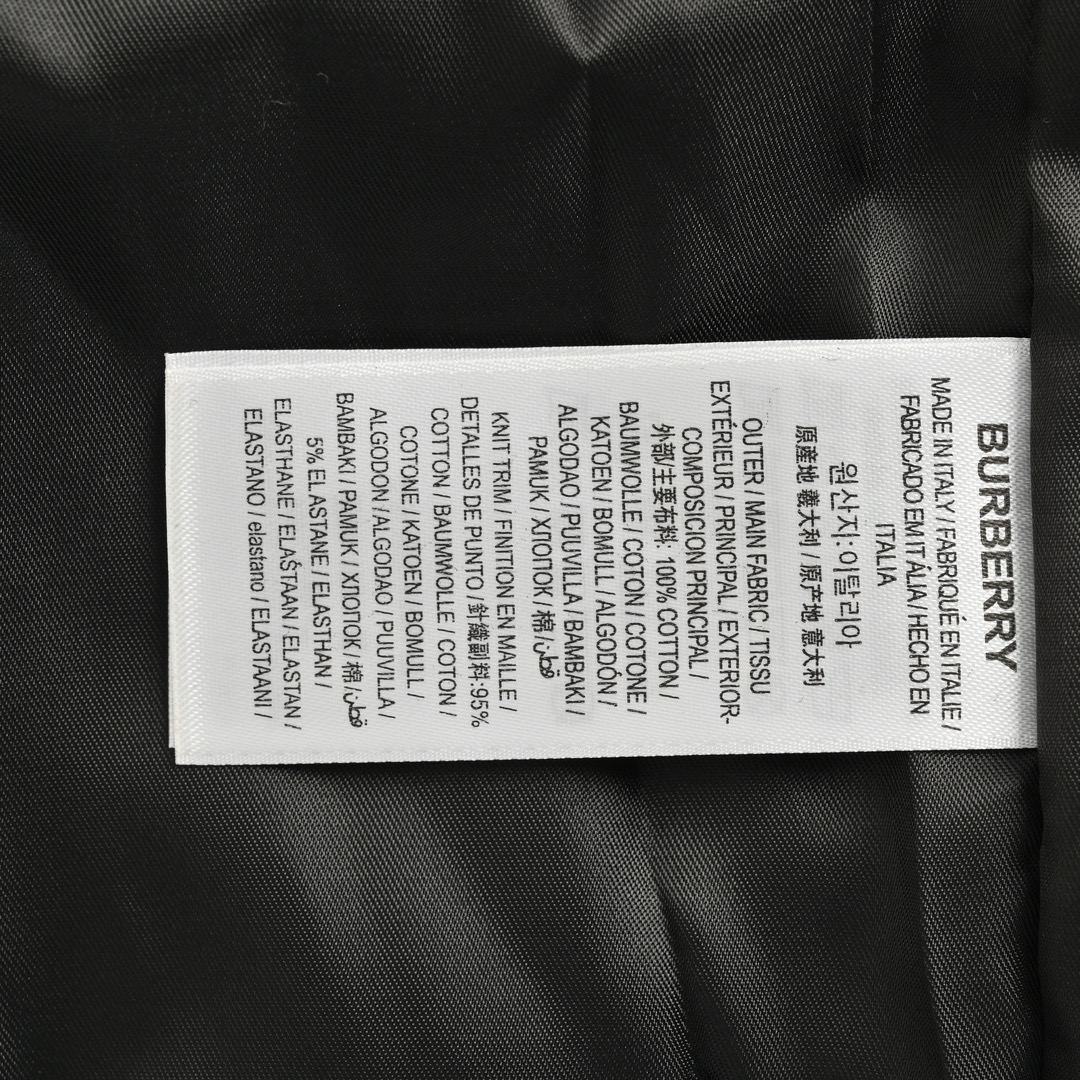 BURBERRY
MADE IN ITALY / FABRIQUÉ EN ITALIE /
FABRICADO EM ITÁLIA / HECHO EN
ITALIA
원산지:이탈리아
原産地 義大利 / 原产地 意大利
OUTER / MAIN FABRIC / TISSU
EXTÉRIEUR / PRINCIPAL / EXTERIOR-
COMPOSICION PRINCIPAL /
外部/主要布料: 100% COTTON /
BAUMWOLLE / COTON / COTONE /
KATOEN / BOMULL / ALGODÓN /
ALGODAO / PUUVILLA / BAMBAKI /
PAMUK / ХЛОПОК / 棉 / قطن
KNIT TRIM / FINITION EN MAILLE /
DETALLES DE PUNTO / 針織副料:95%
COTTON / BAUMWOLLE / COTON /
COTONE / KATOEN / BOMULL /
ALGODON / ALGODAO / PUUVILLA /
BAMBAKI / PAMUK / ХЛОПОК / 棉 / قطن
5% ELASTANE / ELASTHAN /
ELASTHANE / ELASTAAN / ELASTAN /
ELASTANO / elastano / ELASTAANI /